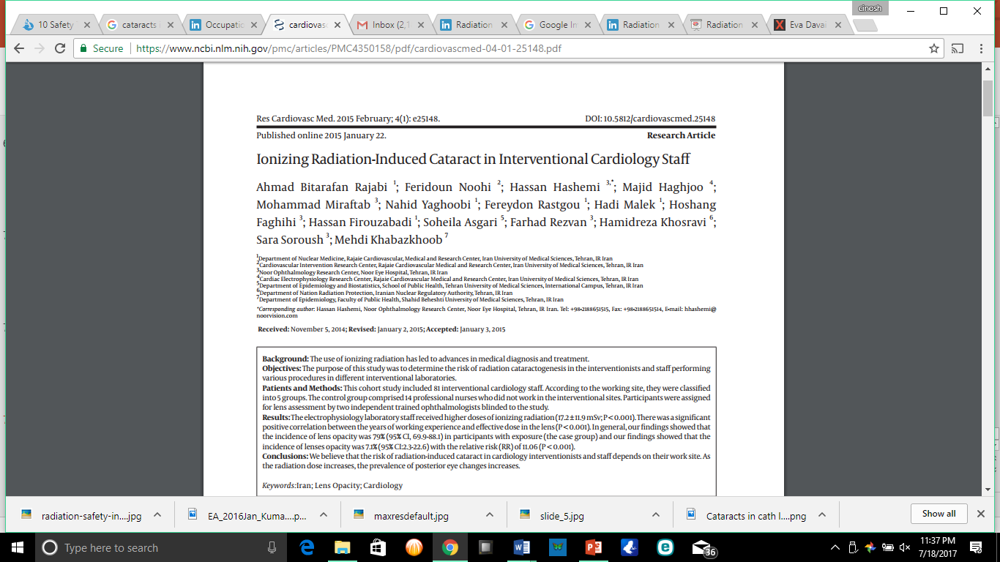 cinosh
10 Safety
cataracts
Occupatio
cardiovas
Inbox (2,
Radiation
Google Im
Radiation
Radiation
Eva Davai
Secure
https://www.ncbi.nlm.nih.gov/pmc/articles/PMC4350158/pdf/cardiovascmed-04-01-25148.pdf
Res Cardiovasc Med. 2015 February; 4(1): e25148. DOI: 10.5812/cardiovascmed.25148
Published online 2015 January 22. Research Article
Ionizing Radiation-Induced Cataract in Interventional Cardiology Staff
Ahmad Bitarafan Rajabi 1; Feridoun Noohi 2; Hassan Hashemi 3,*; Majid Haghjoo 4;
Mohammad Miraftab 3; Nahid Yaghoobi 1; Fereydon Rastgou 1; Hadi Malek 1; Hoshang
Faghihi 3; Hassan Firouzabadi 1; Soheila Asgari 5; Farhad Rezvan 3; Hamidreza Khosravi 6;
Sara Soroush 3; Mehdi Khabazkhoob 7
1Department of Nuclear Medicine, Rajaie Cardiovascular, Medical and Research Center, Iran University of Medical Sciences, Tehran, IR Iran
2Cardiovascular Intervention Research Center, Rajaie Cardiovascular Medical and Research Center, Iran University of Medical Sciences, Tehran, IR Iran
3Noor Ophthalmology Research Center, Noor Eye Hospital, Tehran, IR Iran
4Cardiac Electrophysiology Research Center, Rajaie Cardiovascular Medical and Research Center, Iran University of Medical Sciences, Tehran, IR Iran
5Department of Epidemiology and Biostatistics, School of Public Health, Tehran University of Medical Sciences, International Campus, Tehran, IR Iran
6Department of Nation Radiation Protection, Iranian Nuclear Regulatory Authority, Tehran, IR Iran
7Department of Epidemiology, Faculty of Public Health, Shahid Beheshti University of Medical Sciences, Tehran, IR Iran
*Corresponding author: Hassan Hashemi, Noor Ophthalmology Research Center, Noor Eye Hospital, Tehran, IR Iran. Tel: +98-2188651515, Fax: +98-2188651514, E-mail: hhashemi@
noorvision.com
Received: November 5, 2014; Revised: January 2, 2015; Accepted: January 3, 2015
Background: The use of ionizing radiation has led to advances in medical diagnosis and treatment.
Objectives: The purpose of this study was to determine the risk of radiation cataractogenesis in the interventionists and staff performing
various procedures in different interventional laboratories.
Patients and Methods: This cohort study included 81 interventional cardiology staff. According to the working site, they were classified
into 5 groups. The control group comprised 14 professional nurses who did not work in the interventional sites. Participants were assigned
for lens assessment by two independent trained ophthalmologists blinded to the study.
Results: The electrophysiology laboratory staff received higher doses of ionizing radiation (17.2 ± 11.9 mSv; P < 0.001). There was a significant
positive correlation between the years of working experience and effective dose in the lens (P < 0.001). In general, our findings showed that
the incidence of lens opacity was 79% (95% CI, 69.9-88.1) in participants with exposure (the case group) and our findings showed that the
incidence of lenses opacity was 7.1% (95% CI:2.3-22.6) with the relative risk (RR) of 11.06 (P < 0.001).
Conclusions: We believe that the risk of radiation-induced cataract in cardiology interventionists and staff depends on their work site. As
the radiation dose increases, the prevalence of posterior eye changes increases.
Keywords:Iran; Lens Opacity; Cardiology
radiation-safety-in....jpg
EA_2016Jan_Kuma....p...
maxresdefault.jpg
slide_5.jpg
Cataracts in cath l....png
Show all
Type here to search
36
11:37 PM
7/18/2017